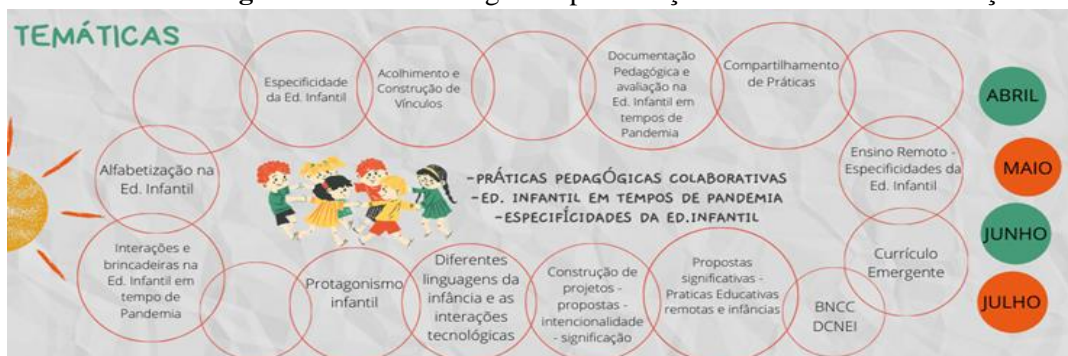 TEMÁTICAS
Especificidade
da Ed. Infantil
Acolhimento e
Construção de
Vínculos
Documentação
Pedagógica e
avaliação na
Ed. Infantil em
tempos de
Pandemia
Compartilhamento
de Práticas
ABRIL
Alfabetização na
Ed. Infantil
-PRÁTICAS PEDAGÓGICAS COLABORATIVAS
-ED. INFANTIL EM TEMPOS DE PANDEMIA
-ESPECIFÍCIDADES DA ED.INFANTIL
Ensino Remoto -
Especificidades da
Ed. Infantil
MAIO
Interações e
brincadeiras na
Ed. Infantil em
tempo de
Pandemia
Protagonismo
infantil
Diferentes
linguagens da
infância e as
interações
tecnológicas
Construção de
projetos -
propostas -
intencionalidade
- significação
Propostas
significativas -
Praticas Educativas
remotas e infâncias
BNCC
DCNEI
Currículo
Emergente
JUNHO
JULHO